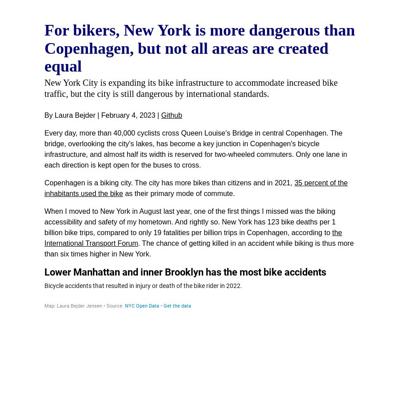 For bikers, New York is more dangerous than
Copenhagen, but not all areas are created
equal
New York City is expanding its bike infrastructure to accommodate increased bike
traffic, but the city is still dangerous by international standards.
By Laura Bejder | February 4, 2023 | Github
Every day, more than 40,000 cyclists cross Queen Louise's Bridge in central Copenhagen. The
bridge, overlooking the city's lakes, has become a key junction in Copenhagen's bicycle
infrastructure, and almost half its width is reserved for two-wheeled commuters. Only one lane in
each direction is kept open for the buses to cross.
Copenhagen is a biking city. The city has more bikes than citizens and in 2021, 35 percent of the
inhabitants used the bike as their primary mode of commute.
When I moved to New York in August last year, one of the first things I missed was the biking
accessibility and safety of my hometown. And rightly so. New York has 123 bike deaths per 1
billion bike trips, compared to only 19 fatalities per billion trips in Copenhagen, according to the
International Transport Forum. The chance of getting killed in an accident while biking is thus more
than six times higher in New York.
Lower Manhattan and inner Brooklyn has the most bike accidents
Bicycle accidents that resulted in injury or death of the bike rider in 2022.
Map: Laura Bejder Jensen • Source: NYC Open Data • Get the data